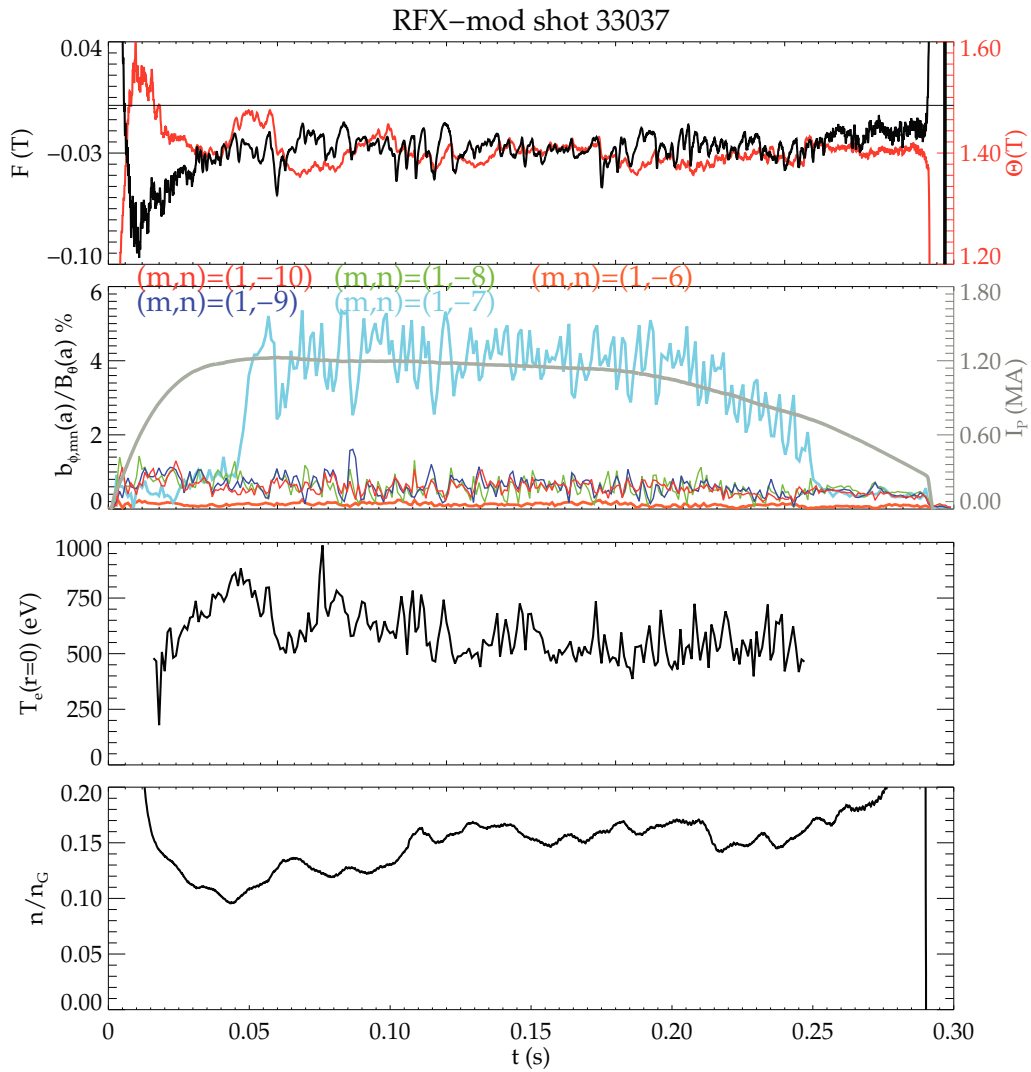 RFX−mod shot 33037
0.04
−0.03
−0.10
F (T)
1.60
1.40
1.20
Θ(T)
(m,n)=(1,−10) (m,n)=(1,−8) (m,n)=(1,−6)
(m,n)=(1,−9) (m,n)=(1,−7)
6
4
2
0
b_{ϕ,mn}(a)/B_θ(a) %
1.80
1.20
0.60
0.00
I_P (MA)
1000
750
500
250
0
T_e(r=0) (eV)
0.20
0.15
0.10
0.05
0.00
n/n_G
0 0.05 0.10 0.15 0.20 0.25 0.30
t (s)